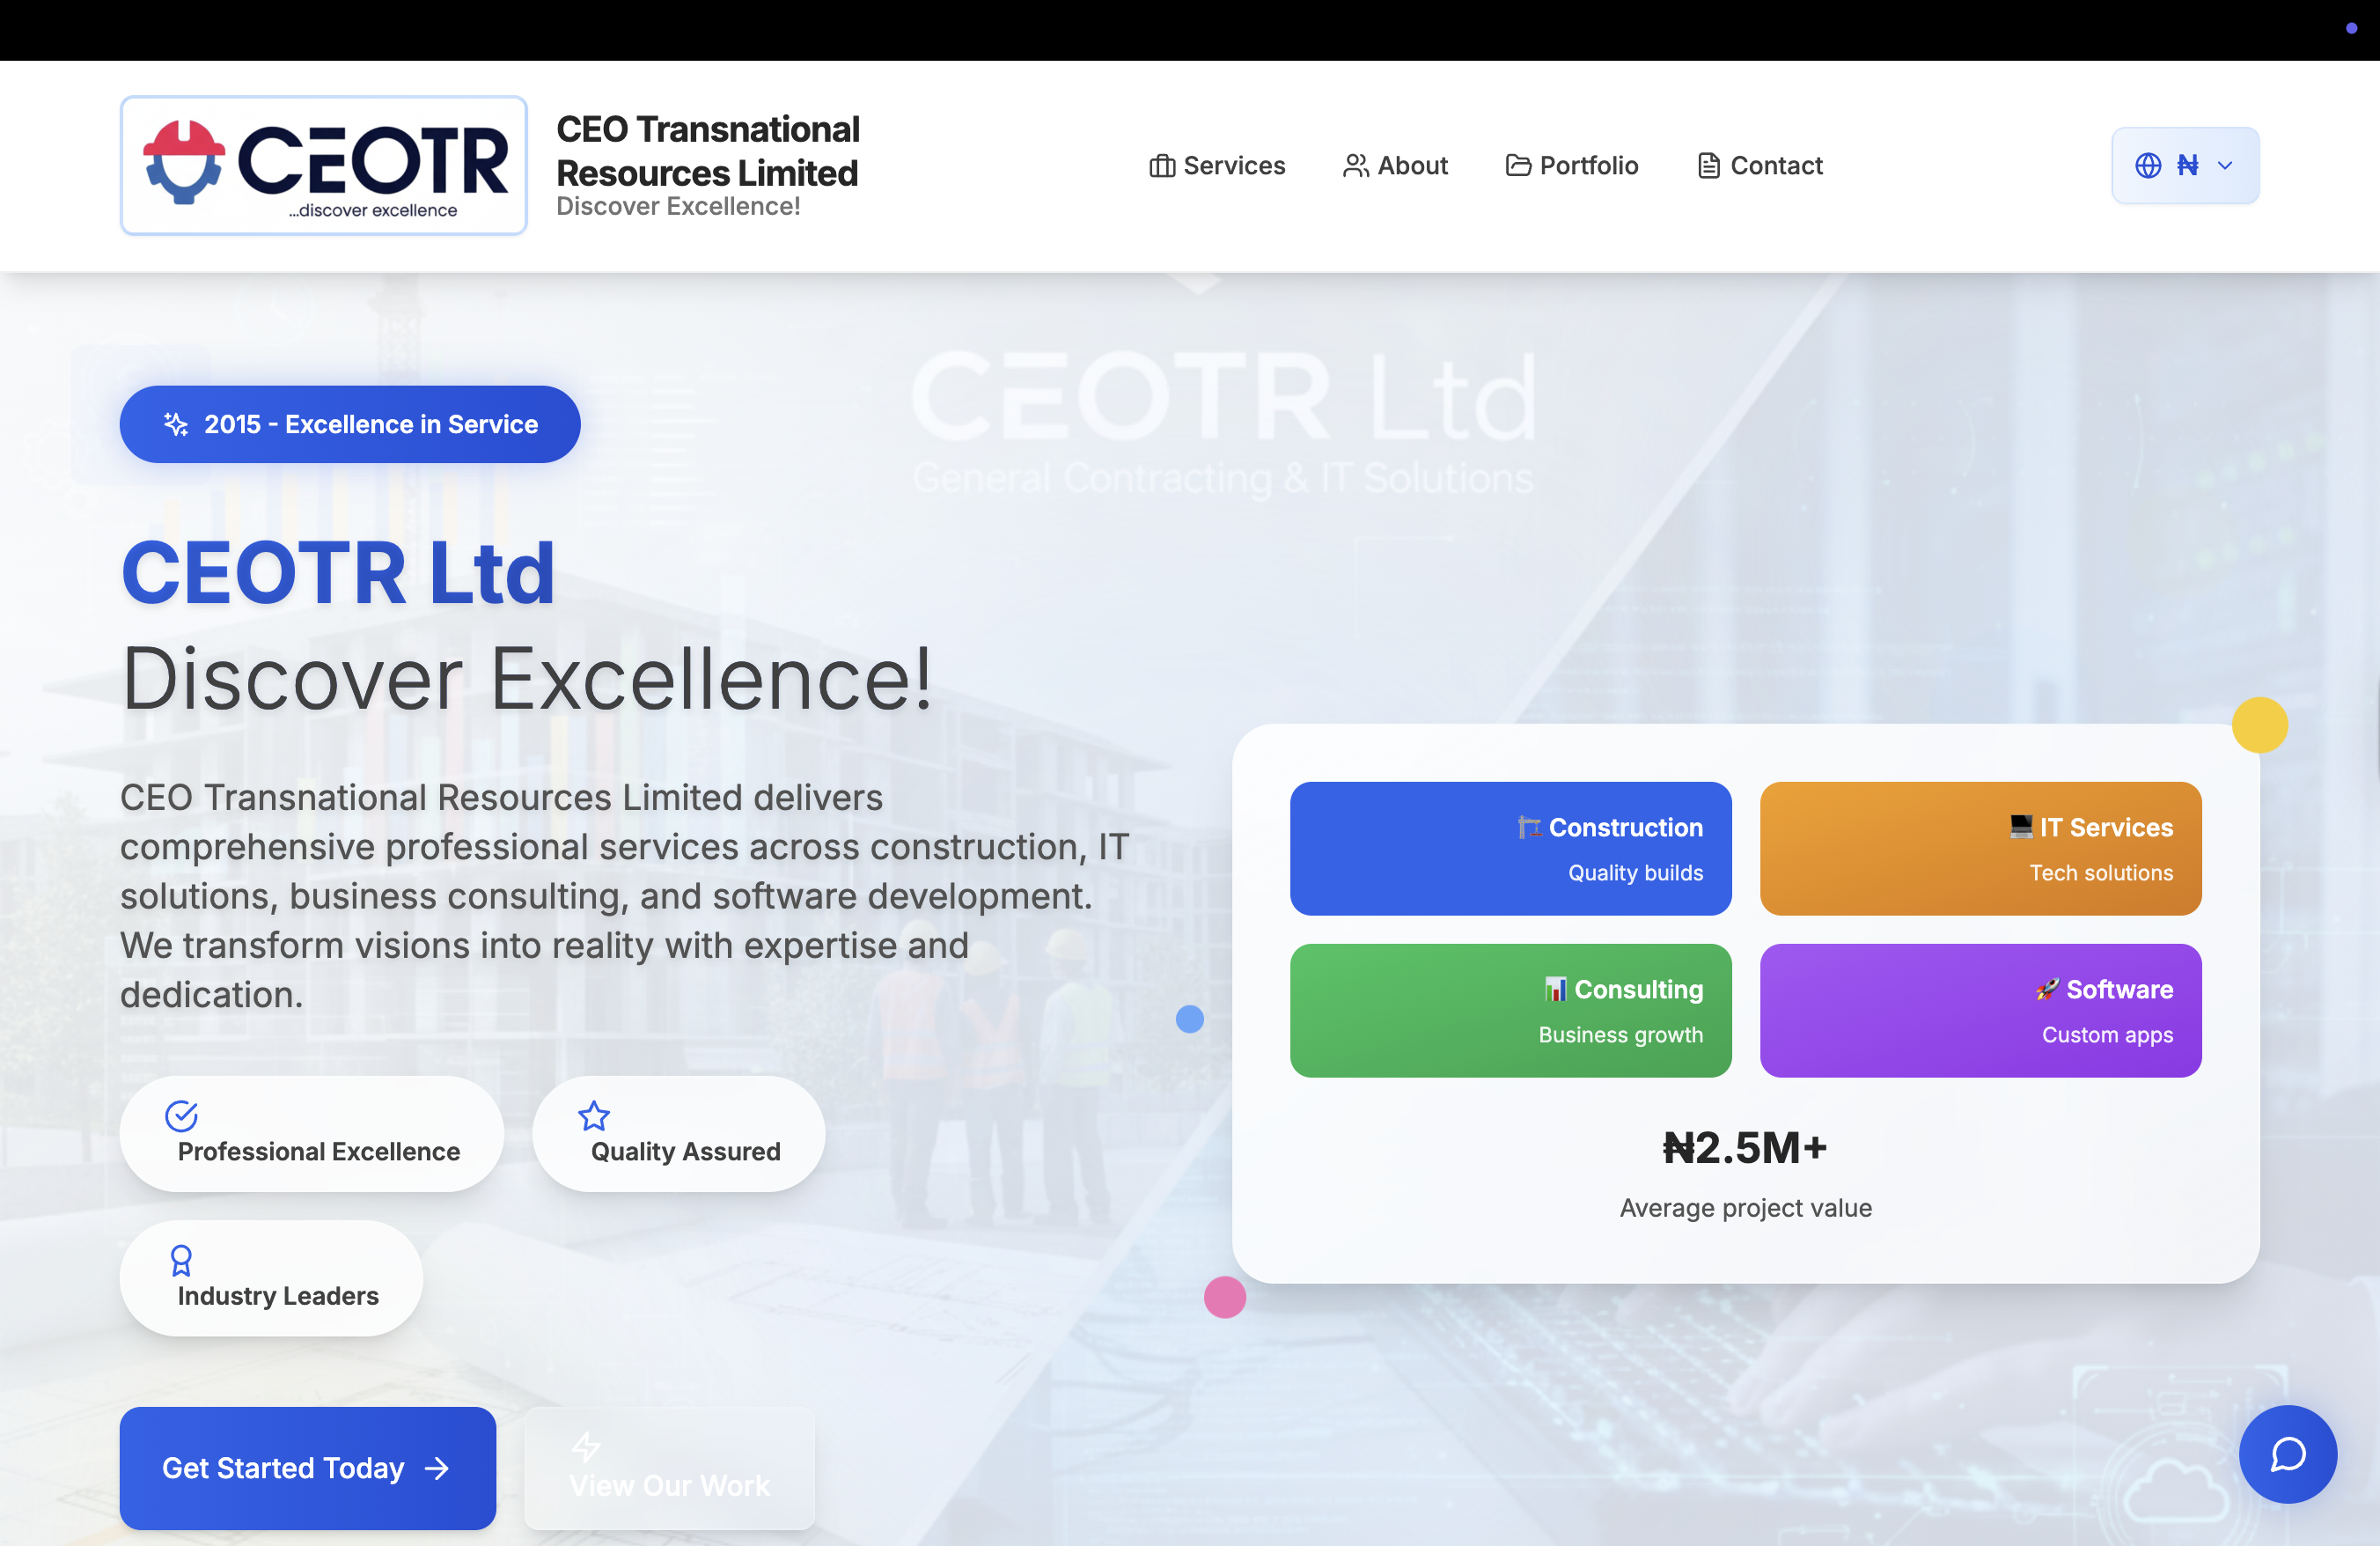 CEOTR
...discover excellence
CEO Transnational
Resources Limited
Discover Excellence!
Services
About
Portfolio
Contact
₦
CEOTR Ltd
General Contracting & IT Solutions
2015 - Excellence in Service
CEOTR Ltd
Discover Excellence!
CEO Transnational Resources Limited delivers
comprehensive professional services across construction, IT
solutions, business consulting, and software development.
We transform visions into reality with expertise and
dedication.
Professional Excellence
Quality Assured
Industry Leaders
Get Started Today
View Our Work
🏗️ Construction
Quality builds
💻 IT Services
Tech solutions
📊 Consulting
Business growth
🚀 Software
Custom apps
₦2.5M+
Average project value